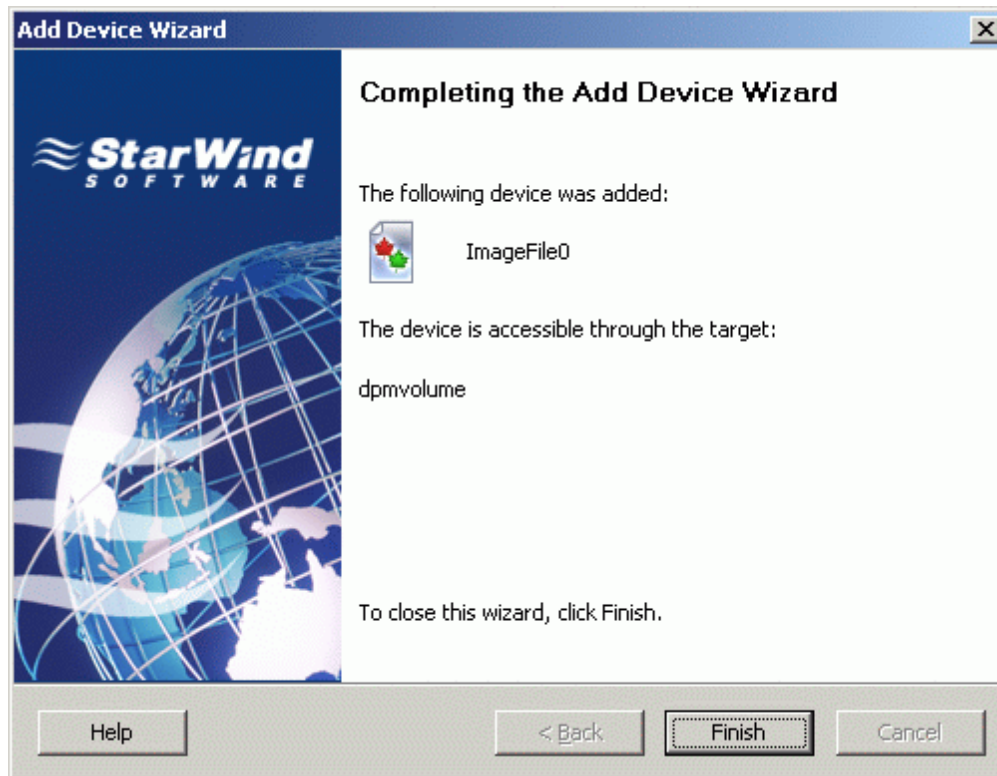 Add Device Wizard
StarWind
SOFTWARE
Completing the Add Device Wizard
The following device was added:
ImageFile0
The device is accessible through the target:
dpmvolume
To close this wizard, click Finish.
Help
< Back
Finish
Cancel